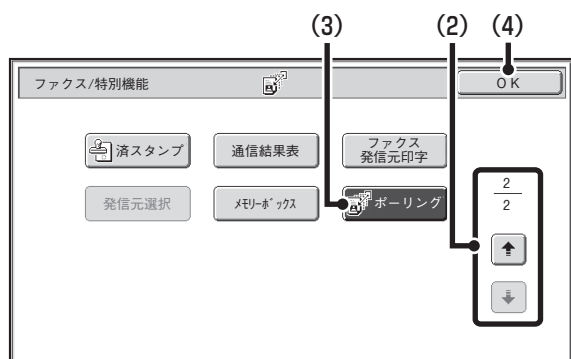 (3)
(2)
(4)
ファクス/特別機能
OK
済スタンプ
通信結果表
ファクス
発信元印字
発信元選択
ﾒﾓﾘｰﾎﾞｯｸｽ
ポーリング
2
2